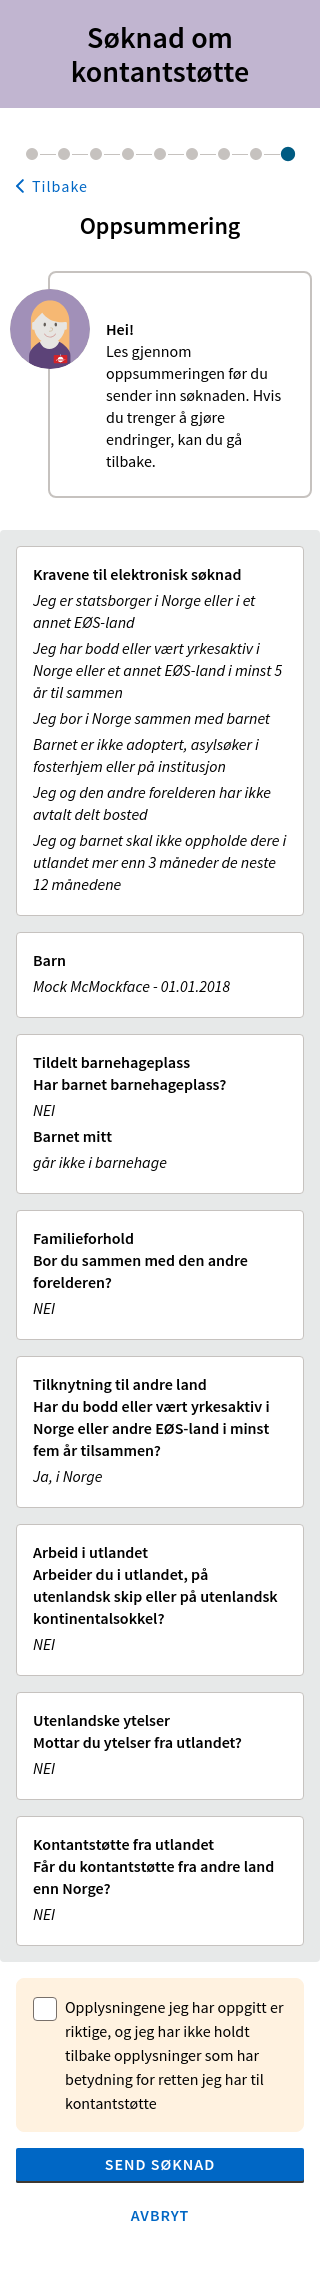 Søknad om
kontantstøtte
Tilbake
Oppsummering
Hei!
Les gjennom
oppsummeringen før du
sender inn søknaden. Hvis
du trenger å gjøre
endringer, kan du gå
tilbake.
Kravene til elektronisk søknad
Jeg er statsborger i Norge eller i et
annet EØS-land
Jeg har bodd eller vært yrkesaktiv i
Norge eller et annet EØS-land i minst 5
år til sammen
Jeg bor i Norge sammen med barnet
Barnet er ikke adoptert, asylsøker i
fosterhjem eller på institusjon
Jeg og den andre forelderen har ikke
avtalt delt bosted
Jeg og barnet skal ikke oppholde dere i
utlandet mer enn 3 måneder de neste
12 månedene
Barn
Mock McMockface - 01.01.2018
Tildelt barnehageplass
Har barnet barnehageplass?
NEI
Barnet mitt
går ikke i barnehage
Familieforhold
Bor du sammen med den andre
forelderen?
NEI
Tilknytning til andre land
Har du bodd eller vært yrkesaktiv i
Norge eller andre EØS-land i minst
fem år tilsammen?
Ja, i Norge
Arbeid i utlandet
Arbeider du i utlandet, på
utenlandsk skip eller på utenlandsk
kontinentalsokkel?
NEI
Utenlandske ytelser
Mottar du ytelser fra utlandet?
NEI
Kontantstøtte fra utlandet
Får du kontantstøtte fra andre land
enn Norge?
NEI
Opplysningene jeg har oppgitt er
riktige, og jeg har ikke holdt
tilbake opplysninger som har
betydning for retten jeg har til
kontantstøtte
SEND SØKNAD
AVBRYT